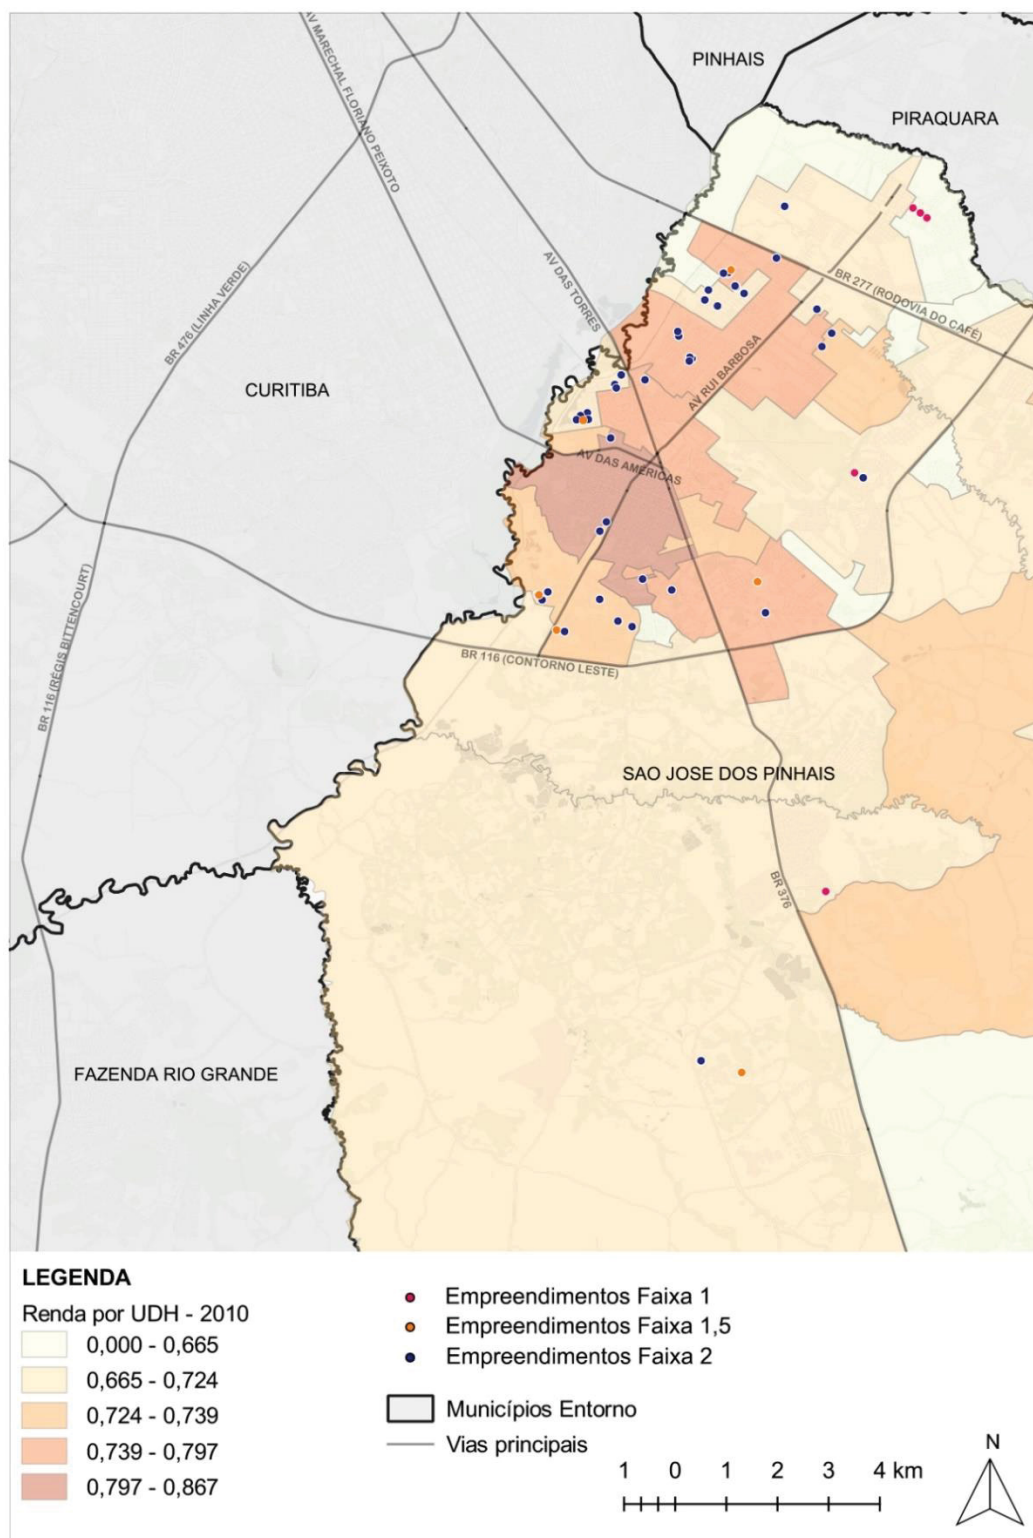 PINHAIS
PIRAQUARA
AV MARECHAL FLORIANO PEIXOTO
AV DAS TORRES
BR 476 (LINHA VERDE)
BR 277 (RODOVIA DO CAFÉ)
CURITIBA
AV RUI BARBOSA
AV DAS AMÉRICAS
BR 116 (RÉGIS BITTENCOURT)
BR 116 (CONTORNO LESTE)
SAO JOSE DOS PINHAIS
BR 376
FAZENDA RIO GRANDE
LEGENDA
Renda por UDH - 2010
0,000 - 0,665
0,665 - 0,724
0,724 - 0,739
0,739 - 0,797
0,797 - 0,867
Empreendimentos Faixa 1
Empreendimentos Faixa 1,5
Empreendimentos Faixa 2
Municípios Entorno
Vias principais
1 0 1 2 3 4 km
N